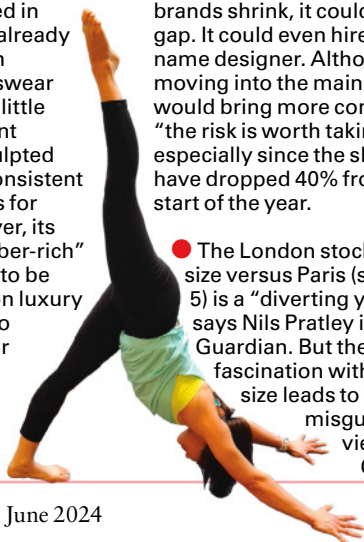 ed in
already
n
swear
little
nt
ulpted
onsistent
s for
er, its
ber-rich”
to be
on luxury
o
r
brands shrink, it could
gap. It could even hire
name designer. Altho
moving into the main
would bring more con
“the risk is worth takin
especially since the s
have dropped 40% fro
start of the year.
● The London stock
size versus Paris (s
5) is a “diverting y
says Nils Pratley i
Guardian. But the
fascination with
size leads to
misgu
vie
June 2024